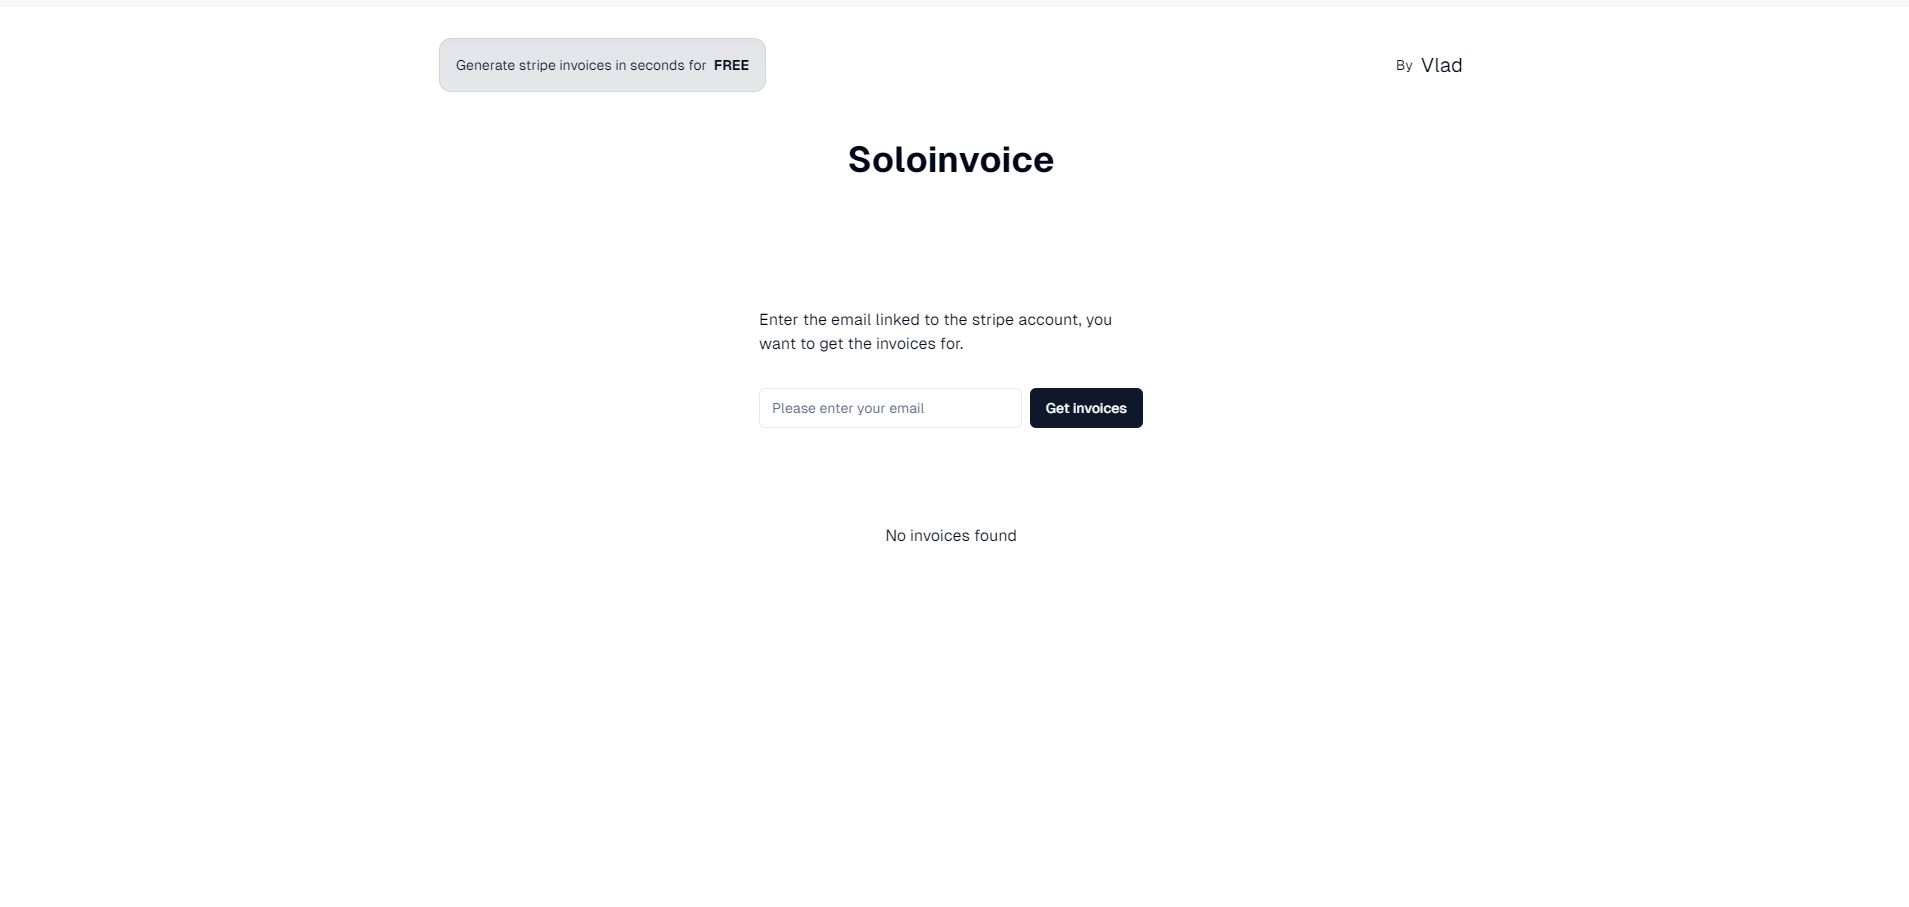 Generate stripe invoices in seconds for FREE
By Vlad
Soloinvoice
Enter the email linked to the stripe account, you
want to get the invoices for.
Please enter your email
Get invoices
No invoices found